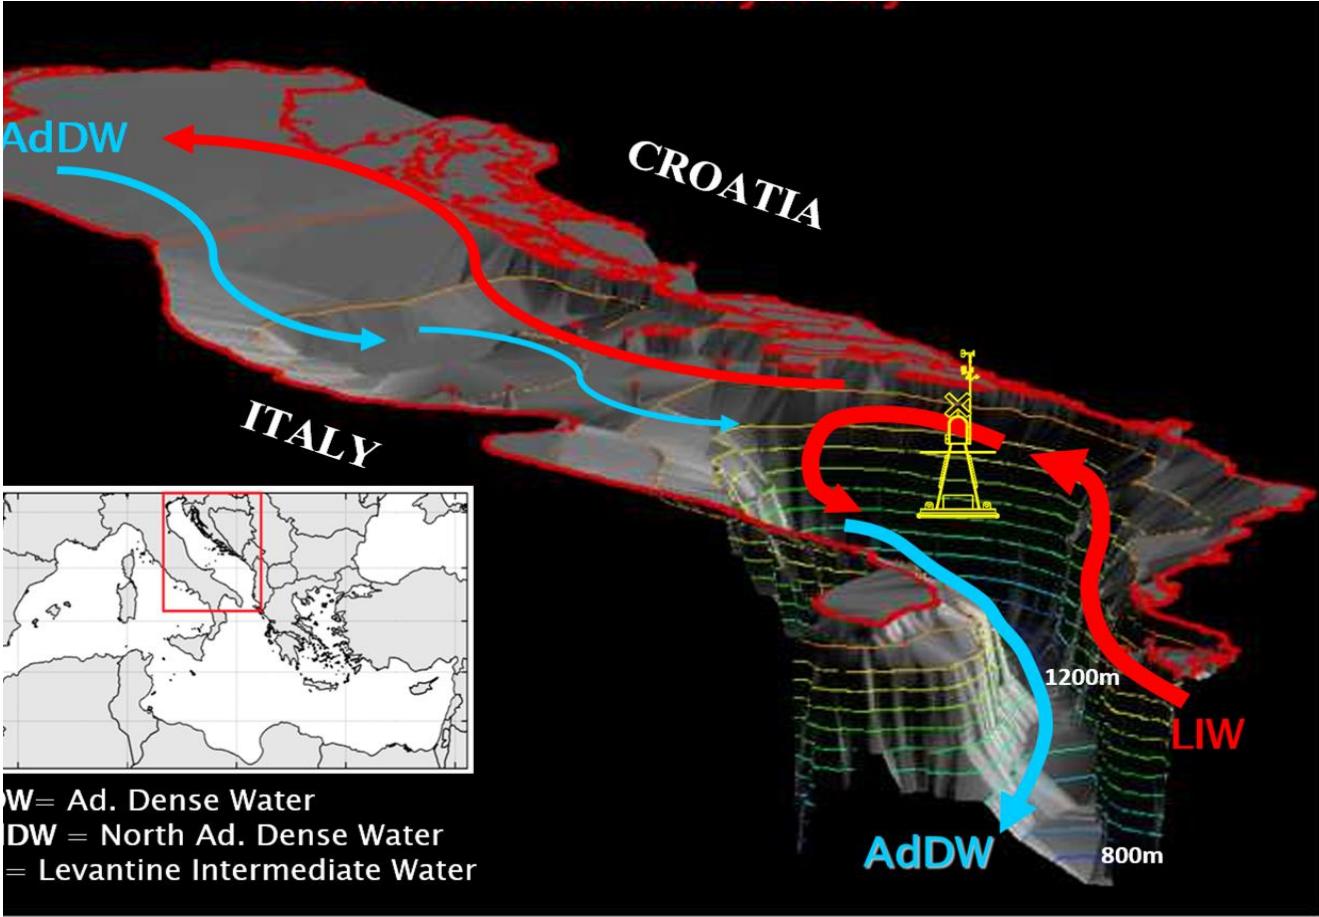 AdDW
CROATIA
ITALY
1200m
LIW
AdDW
800m
W= Ad. Dense Water
DW = North Ad. Dense Water
= Levantine Intermediate Water